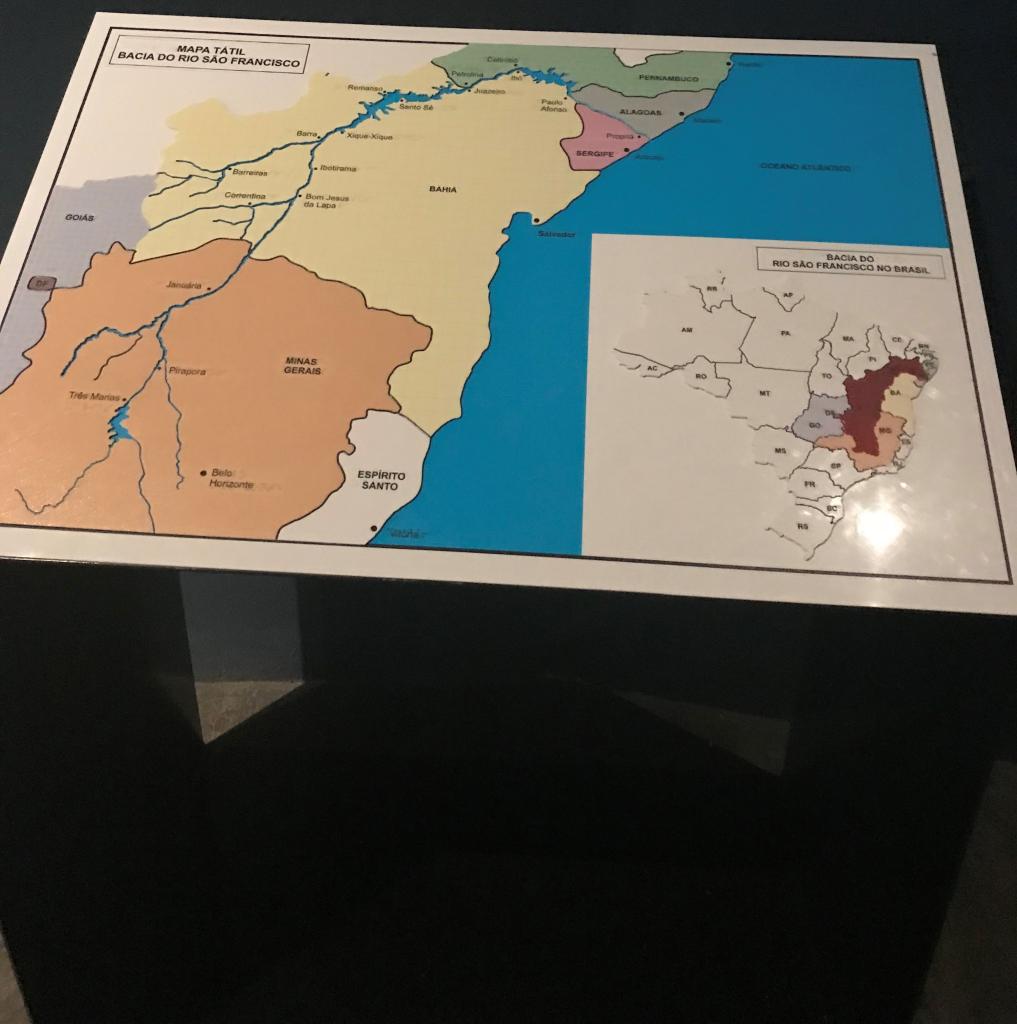 MAPA TÁTIL
BACIA DO RIO SÃO FRANCISCO
Petrolina
Ibó
PERNAMBUCO
Remanso
Juazeiro
Santo Sé
Paulo
Afonso
ALAGOAS
Maceió
Barra
Xique-Xique
Propriá
SERGIPE
Aracaju
Barreiras
Ibotirama
OCEANO ATLÂNTICO
BAHIA
Correntina
Bom Jesus
da Lapa
GOIÁS
Salvador
DF
Januária
MINAS
GERAIS
Pirapora
Três Marias
Belo
Horizonte
ESPÍRITO
SANTO
Vitória
BACIA DO
RIO SÃO FRANCISCO NO BRASIL
RR
AP
AM
PA
MA
CE
RN
PI
AC
RO
TO
MT
BA
DF
GO
MG
ES
MS
SP
PR
SC
RS